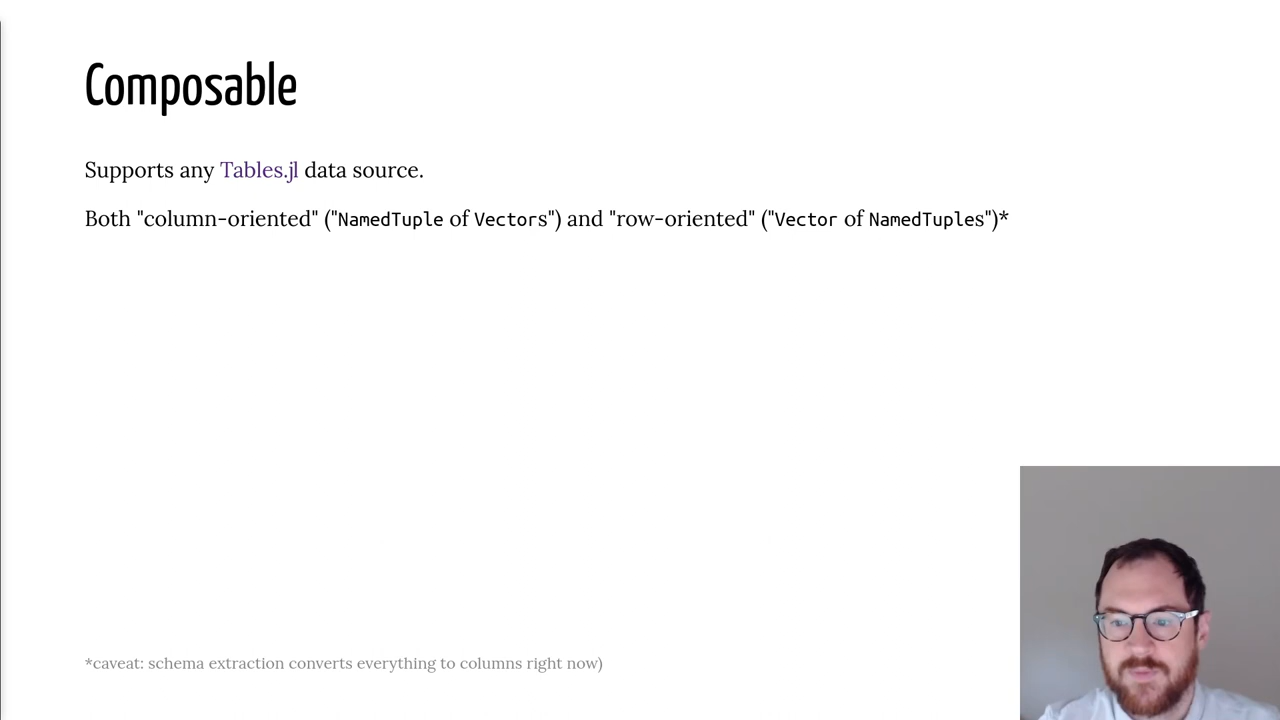 Composable
Supports any Tables.jl data source.
Both "column-oriented" ("NamedTuple of Vectors") and "row-oriented" ("Vector of NamedTuples")*
*caveat: schema extraction converts everything to columns right now)